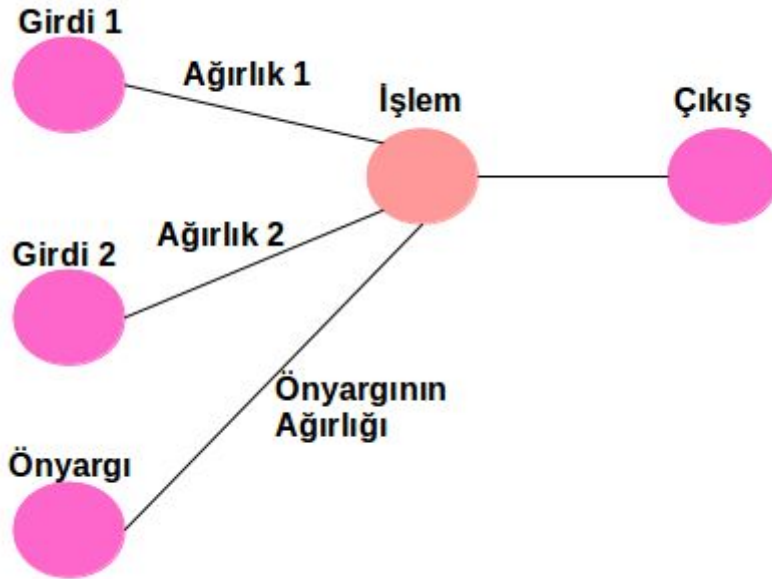 Girdi 1
Ağırlık 1
İşlem
Çıkış
Ağırlık 2
Girdi 2
Önyargının
Ağırlığı
Önyargı